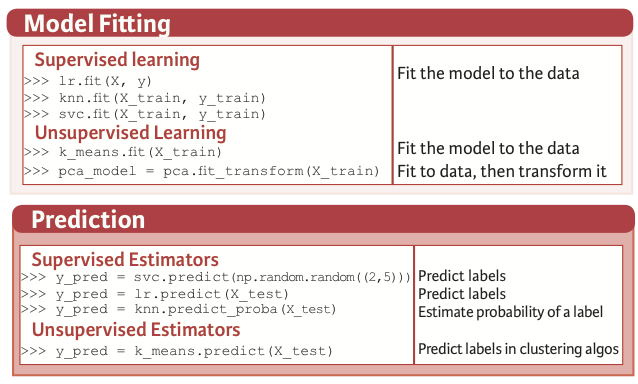 Model Fitting
Supervised learning
>>> lr.fit(X, y)
Fit the model to the data
>>> knn.fit(X_train, y_train)
>>> svc.fit(X_train, y_train)
Unsupervised Learning
>>> k_means.fit(X_train)
Fit the model to the data
>>> pca_model = pca.fit_transform(X_train)
Fit to data, then transform it
Prediction
Supervised Estimators
>>> y_pred = svc.predict(np.random.random((2,5)))
Predict labels
>>> y_pred = lr.predict(X_test)
Predict labels
>>> y_pred = knn.predict_proba(X_test)
Estimate probability of a label
Unsupervised Estimators
>>> y_pred = k_means.predict(X_test)
Predict labels in clustering algos